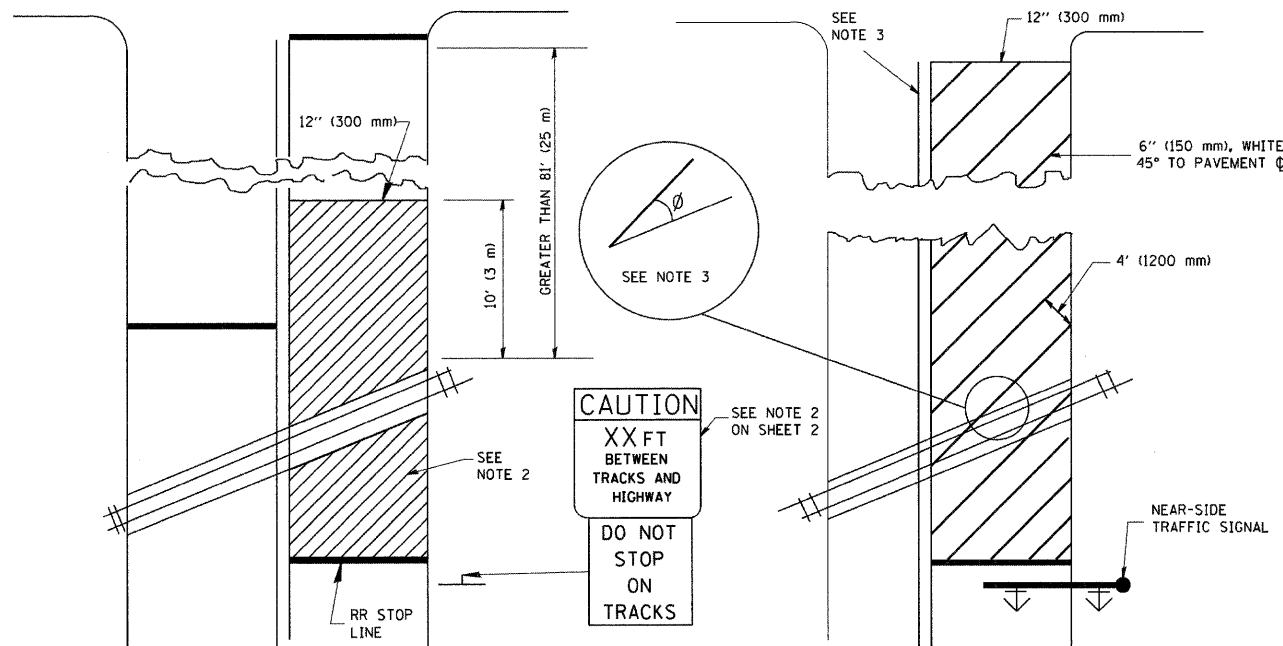 12'' (300 mm)
GREATER THAN 81' (25 m)
10' (3 m)
SEE
NOTE 2
RR STOP
LINE
CAUTION
XX FT
BETWEEN
TRACKS AND
HIGHWAY
DO NOT
STOP
ON
TRACKS
SEE NOTE 2
ON SHEET 2
Ø
SEE NOTE 3
SEE
NOTE 3
12'' (300 mm)
6'' (150 mm), WHITE
45° TO PAVEMENT ℄
4' (1200 mm)
NEAR-SIDE
TRAFFIC SIGNAL